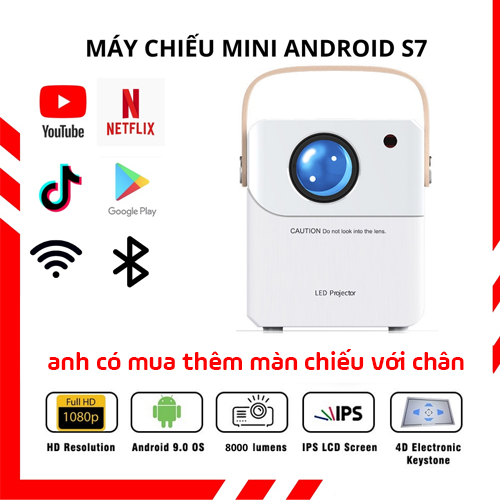 MÁY CHIẾU MINI ANDROID S7
YouTube
NETFLIX
Google Play
CAUTION Do not look into the lens.
LED Projector
anh có mua thêm màn chiếu với chân
Full HD
1080p
IPS
HD Resolution
Android 9.0 OS
8000 lumens
IPS LCD Screen
4D Electronic
Keystone